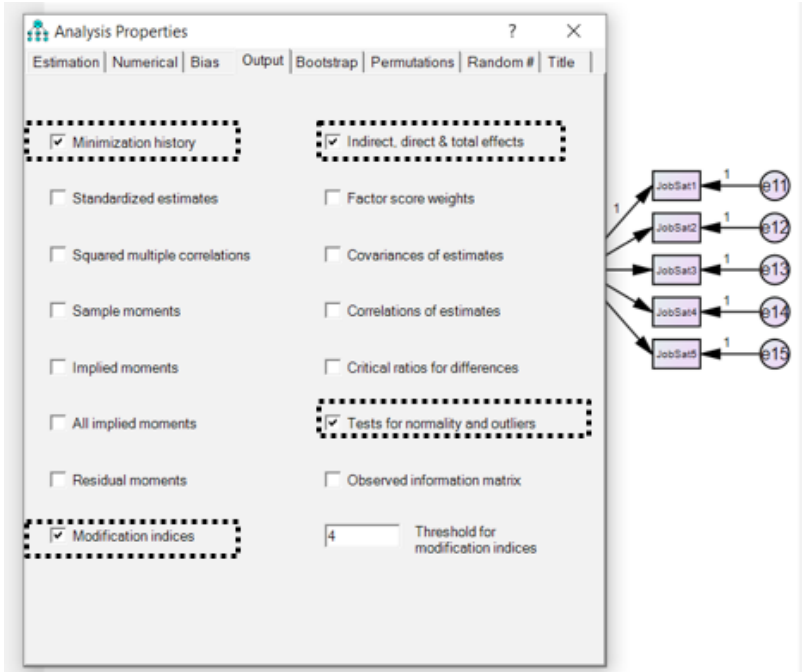 Analysis Properties ? ×
Estimation Numerical Bias Output Bootstrap Permutations Random # Title
Minimization history
Indirect, direct & total effects
Standardized estimates
Factor score weights
Squared multiple correlations
Covariances of estimates
Sample moments
Correlations of estimates
Implied moments
Critical ratios for differences
All implied moments
Tests for normality and outliers
Residual moments
Observed information matrix
Modification indices
4 Threshold for
modification indices
1
JobSat1 1 e11
JobSat2 1 e12
JobSat3 1 e13
JobSat4 1 e14
JobSat5 1 e15